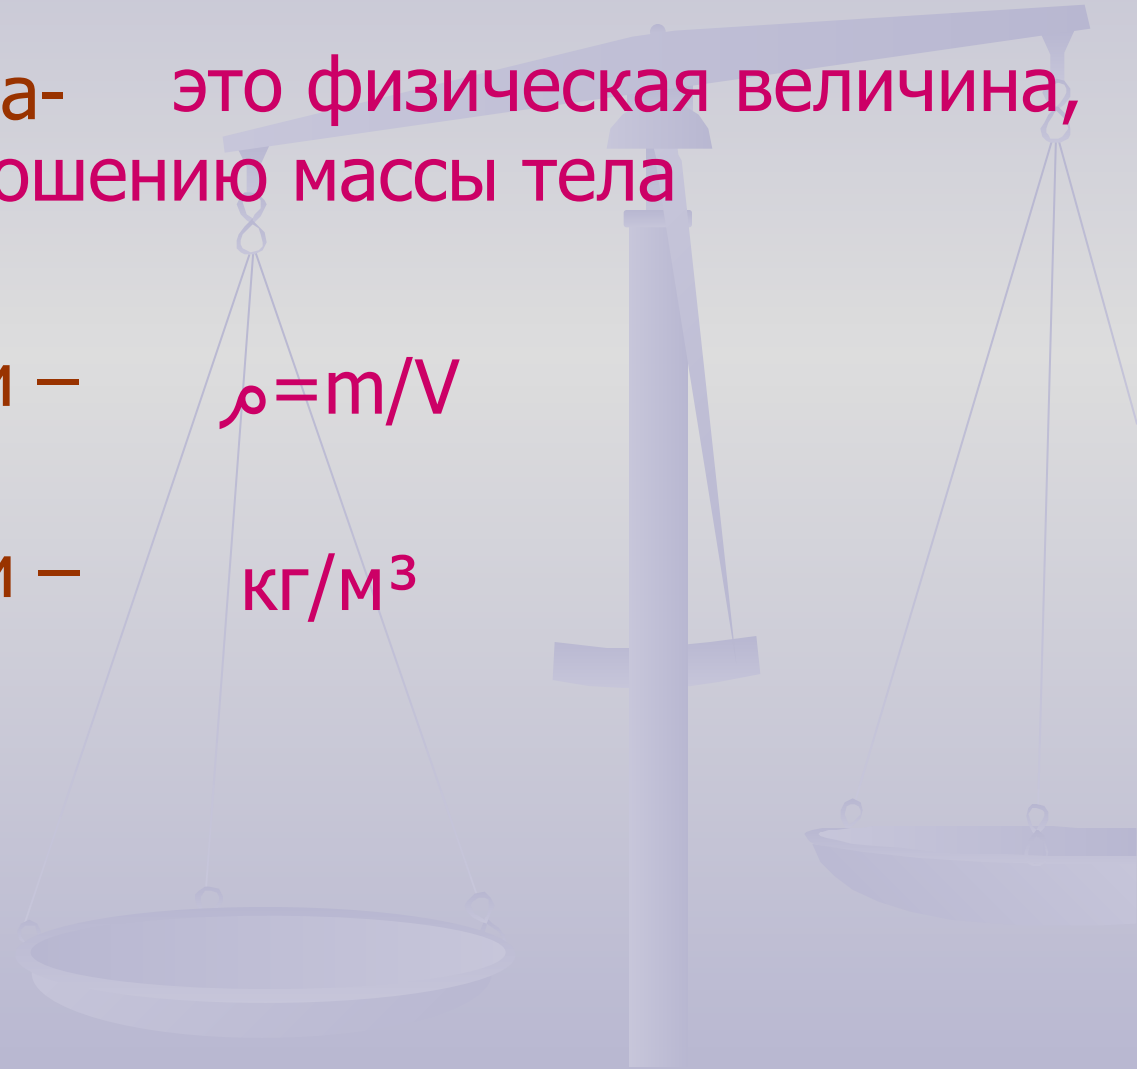 а- это физическая величина,
ошению массы тела
и – م=m/V
и – кг/м³